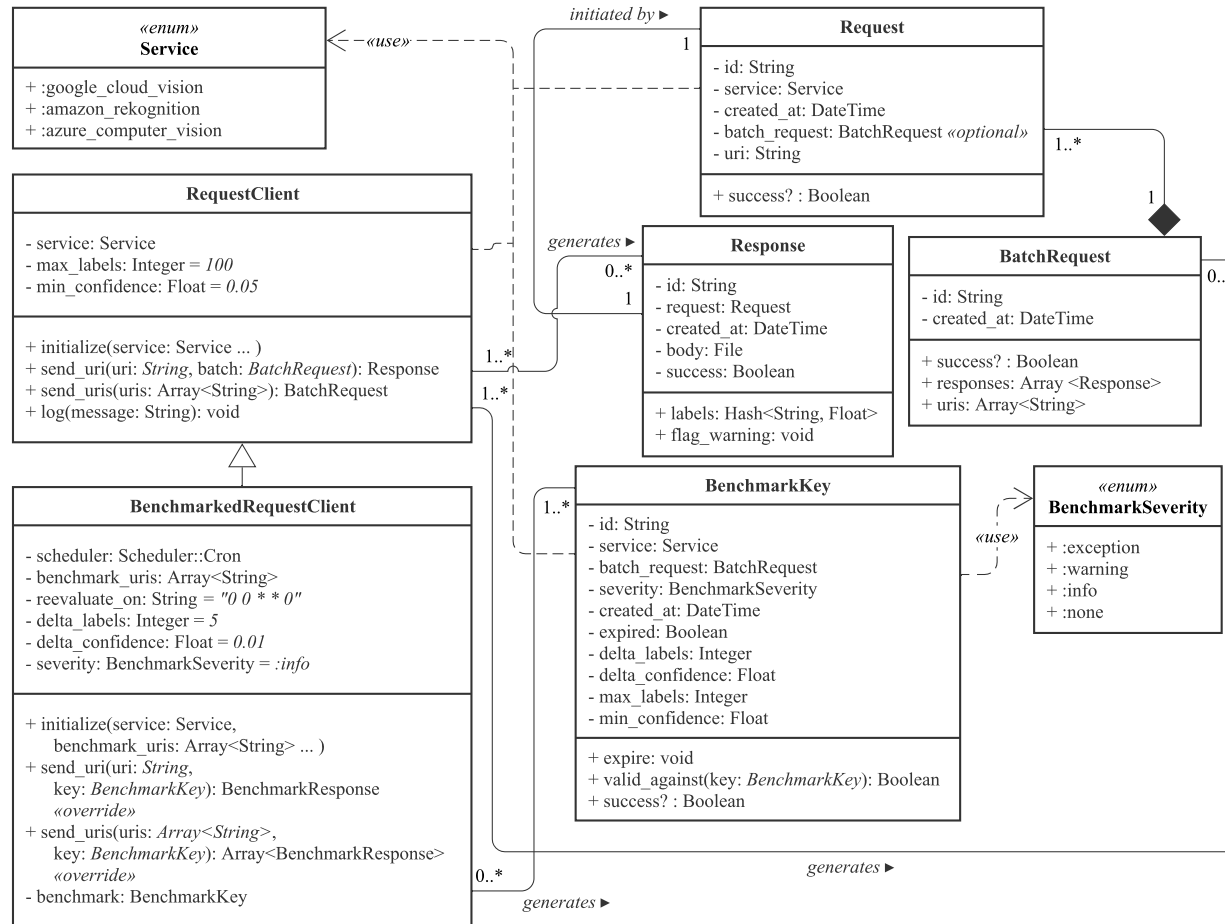 «enum»
Service
+ :google_cloud_vision
+ :amazon_rekognition
+ :azure_computer_vision
«use»
initiated by ►
1
Request
- id: String
- service: Service
- created_at: DateTime
- batch_request: BatchRequest «optional»
- uri: String
+ success? : Boolean
1..*
1
RequestClient
- service: Service
- max_labels: Integer = 100
- min_confidence: Float = 0.05
+ initialize(service: Service ... )
+ send_uri(uri: String, batch: BatchRequest): Response
+ send_uris(uris: Array<String>): BatchRequest
+ log(message: String): void
1..*
1..*
generates ►
0..*
1
Response
- id: String
- request: Request
- created_at: DateTime
- body: File
- success: Boolean
+ labels: Hash<String, Float>
+ flag_warning: void
BatchRequest
- id: String
- created_at: DateTime
+ success? : Boolean
+ responses: Array <Response>
+ uris: Array<String>
0..
BenchmarkedRequestClient
- scheduler: Scheduler::Cron
- benchmark_uris: Array<String>
- reevaluate_on: String = "0 0 * * 0"
- delta_labels: Integer = 5
- delta_confidence: Float = 0.01
- severity: BenchmarkSeverity = :info
+ initialize(service: Service,
benchmark_uris: Array<String> ... )
+ send_uri(uri: String,
key: BenchmarkKey): BenchmarkResponse
«override»
+ send_uris(uris: Array<String>,
key: BenchmarkKey): Array<BenchmarkResponse>
«override»
- benchmark: BenchmarkKey
0..*
generates ►
1..*
BenchmarkKey
- id: String
- service: Service
- batch_request: BatchRequest
- severity: BenchmarkSeverity
- created_at: DateTime
- expired: Boolean
- delta_labels: Integer
- delta_confidence: Float
- max_labels: Integer
- min_confidence: Float
+ expire: void
+ valid_against(key: BenchmarkKey): Boolean
+ success? : Boolean
«use»
«enum»
BenchmarkSeverity
+ :exception
+ :warning
+ :info
+ :none
generates ►